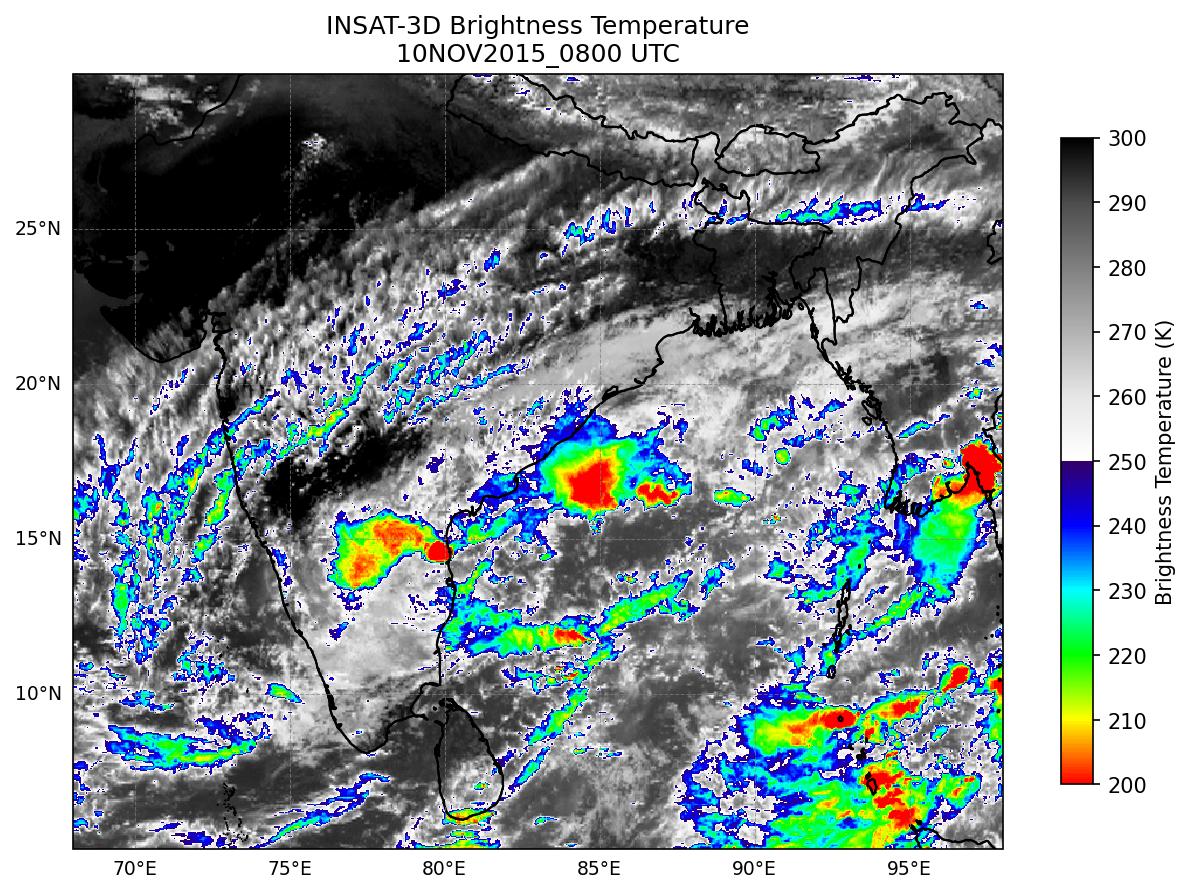 INSAT-3D Brightness Temperature
10NOV2015_0800 UTC
25°N
20°N
15°N
10°N
70°E
75°E
80°E
85°E
90°E
95°E
300
290
280
270
260
250
240
230
220
210
200
Brightness Temperature (K)